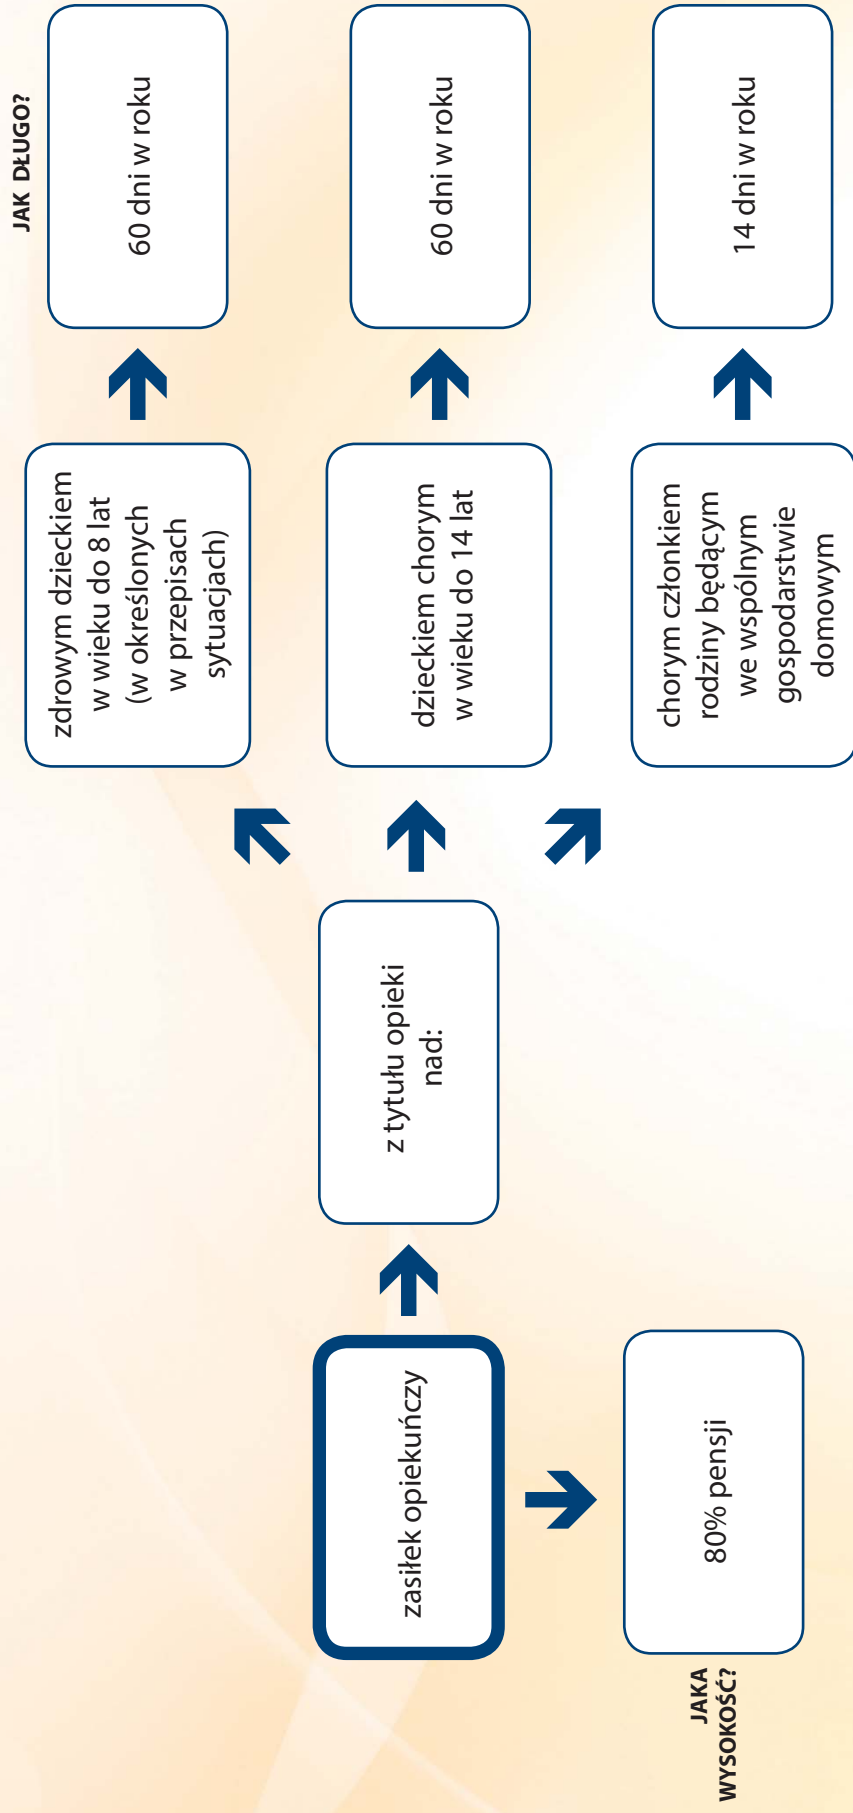 JAK DŁUGO?
zasiłek opiekuńczy
z tytułu opieki
nad:
zdrowym dzieckiem
w wieku do 8 lat
(w określonych
w przepisach
sytuacjach)
60 dni w roku
dzieckiem chorym
w wieku do 14 lat
60 dni w roku
chorym członkiem
rodziny będącym
we wspólnym
gospodarstwie
domowym
14 dni w roku
JAKA
WYSOKOŚĆ?
80% pensji